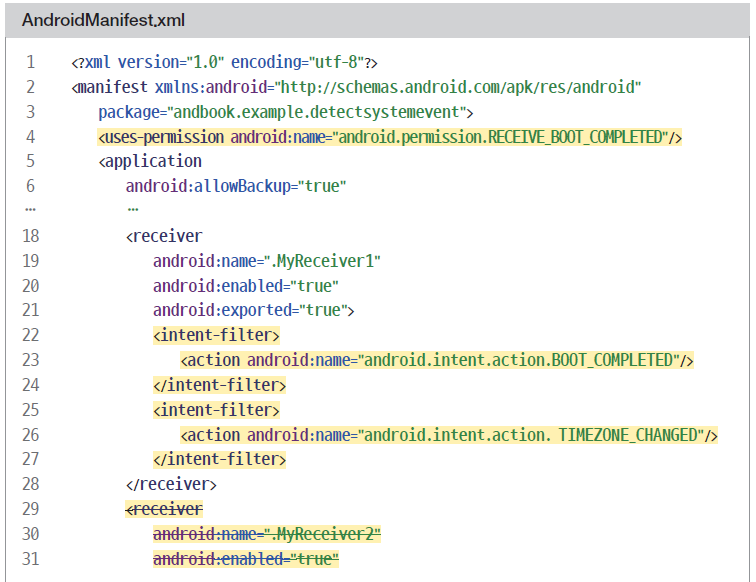 AndroidManifest.xml
1 <?xml version="1.0" encoding="utf-8"?>
2 <manifest xmlns:android="http://schemas.android.com/apk/res/android"
3 package="andbook.example.detectsystemevent">
4 <uses-permission android:name="android.permission.RECEIVE_BOOT_COMPLETED"/>
5 <application
6 android:allowBackup="true"
… …
18 <receiver
19 android:name=".MyReceiver1"
20 android:enabled="true"
21 android:exported="true">
22 <intent-filter>
23 <action android:name="android.intent.action.BOOT_COMPLETED"/>
24 </intent-filter>
25 <intent-filter>
26 <action android:name="android.intent.action. TIMEZONE_CHANGED"/>
27 </intent-filter>
28 </receiver>
29 <receiver
30 android:name=".MyReceiver2"
31 android:enabled="true"